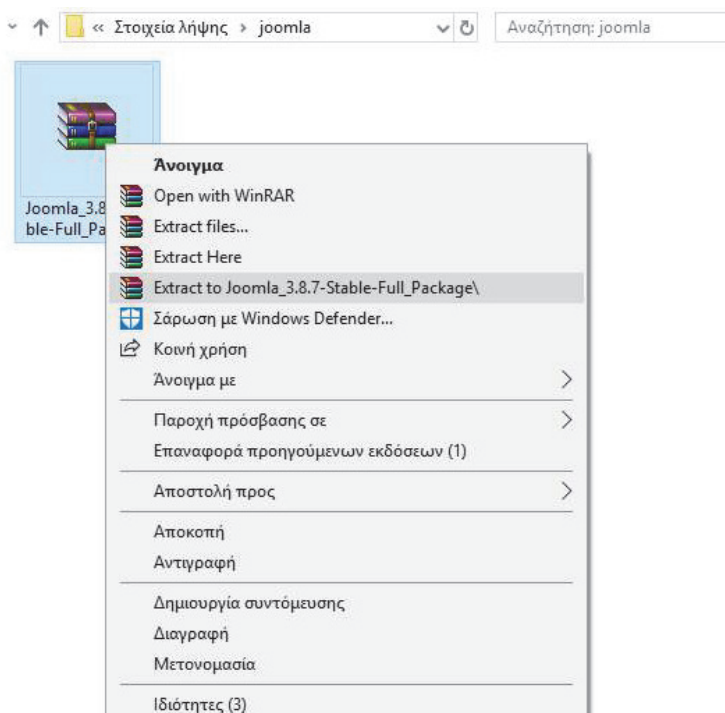 « Στοιχεία λήψης > joomla
Αναζήτηση: joomla
Joomla_3.8
ble-Full_Pa
Άνοιγμα
Open with WinRAR
Extract files...
Extract Here
Extract to Joomla_3.8.7-Stable-Full_Package\
Σάρωση με Windows Defender...
Κοινή χρήση
Άνοιγμα με
Παροχή πρόσβασης σε
Επαναφορά προηγούμενων εκδόσεων (1)
Αποστολή προς
Αποκοπή
Αντιγραφή
Δημιουργία συντόμευσης
Διαγραφή
Μετονομασία
Ιδιότητες (3)